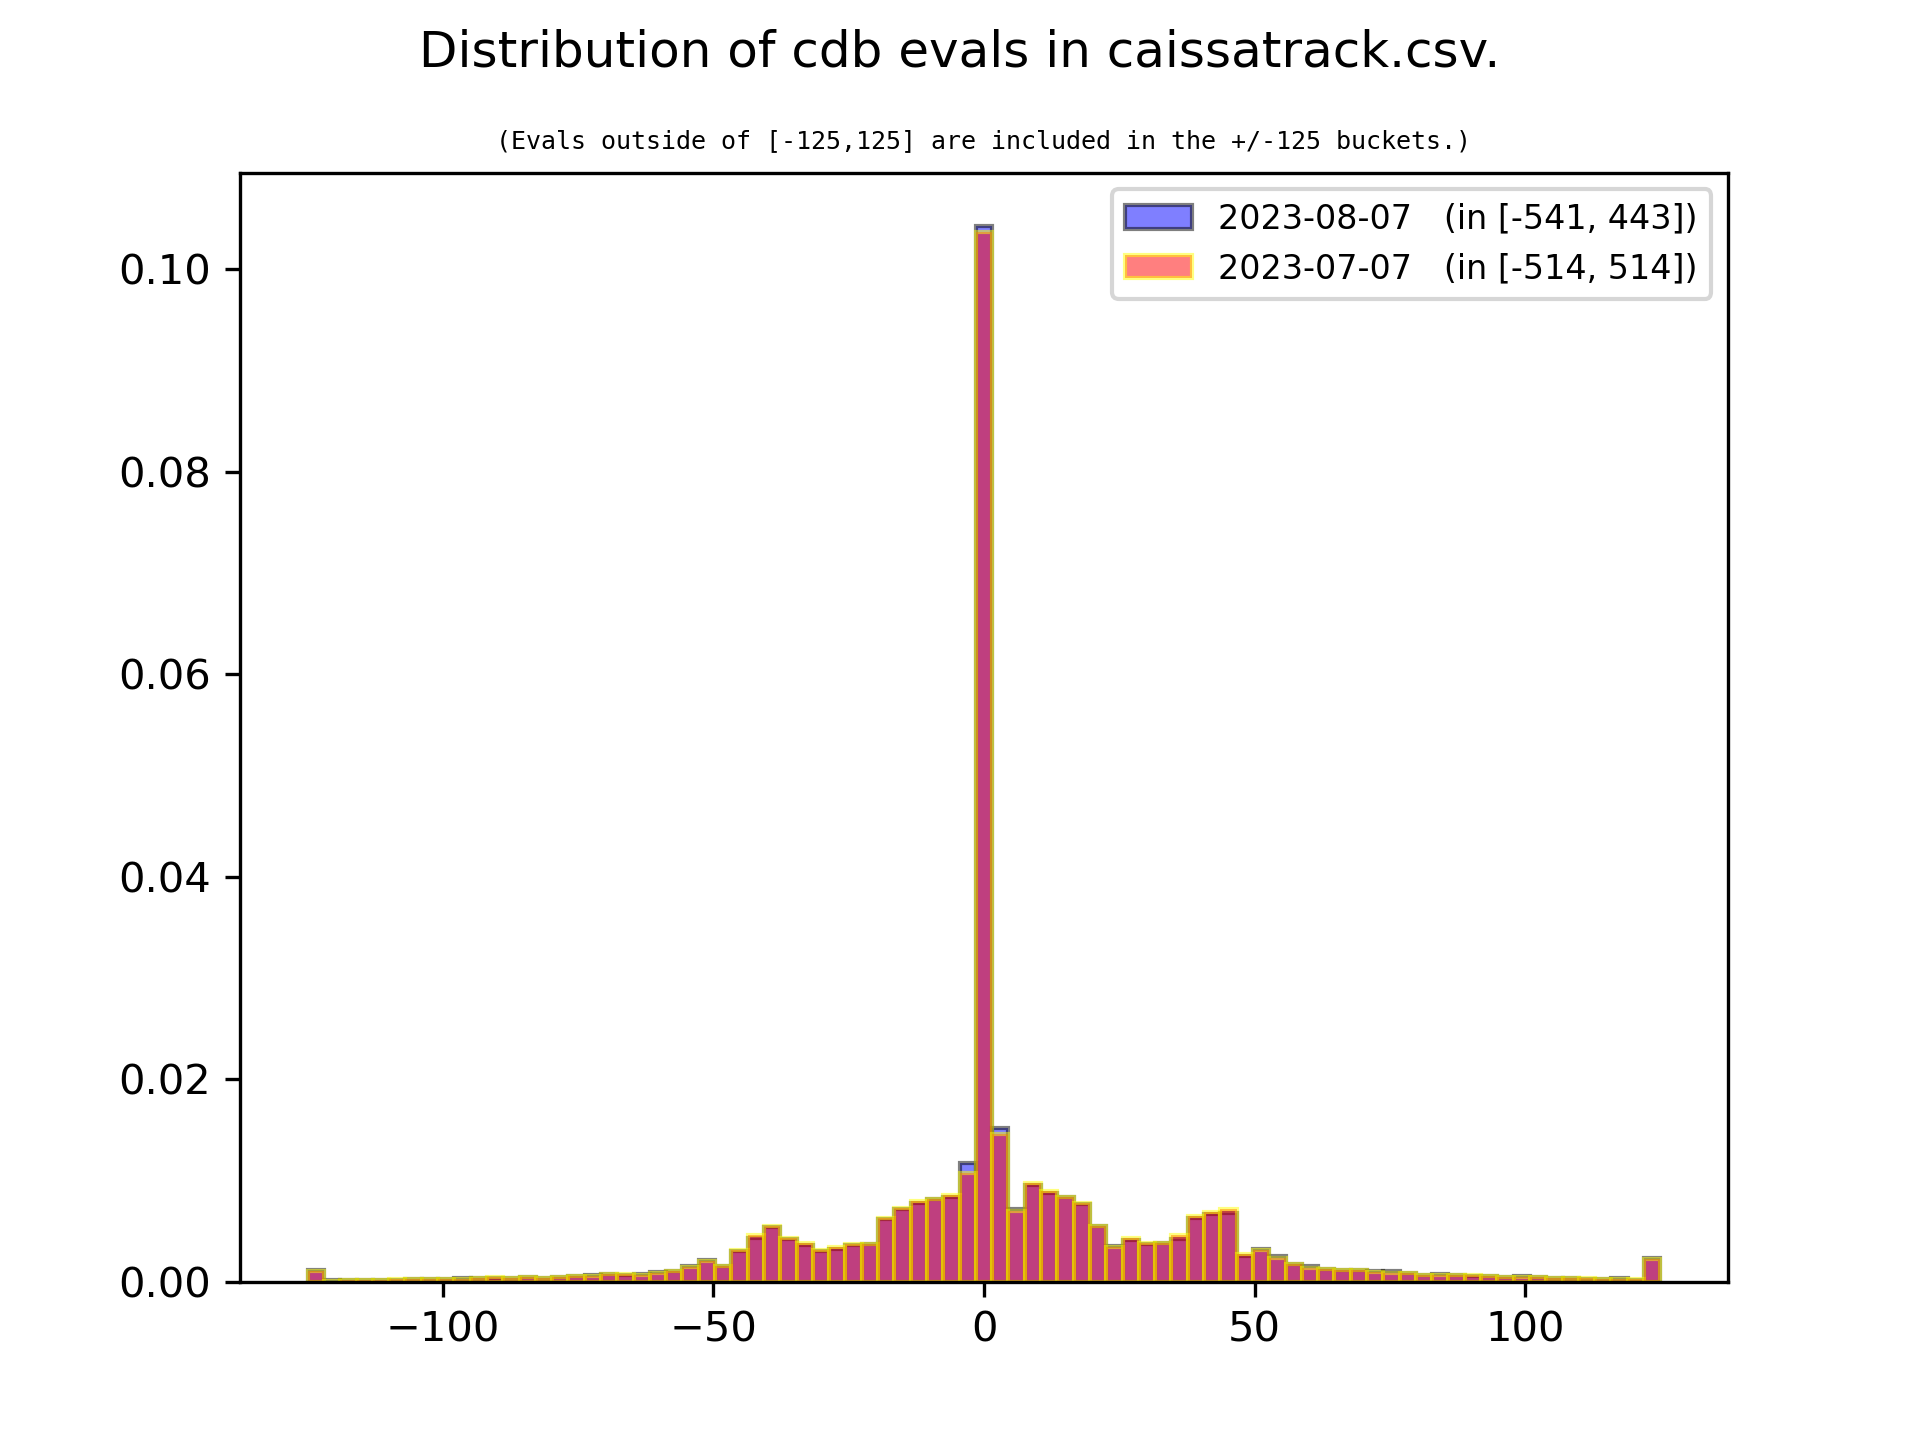 Distribution of cdb evals in caissatrack.csv.
(Evals outside of [-125,125] are included in the +/-125 buckets.)
2023-08-07 (in [-541, 443])
2023-07-07 (in [-514, 514])
0.10
0.08
0.06
0.04
0.02
0.00
−100 −50 0 50 100